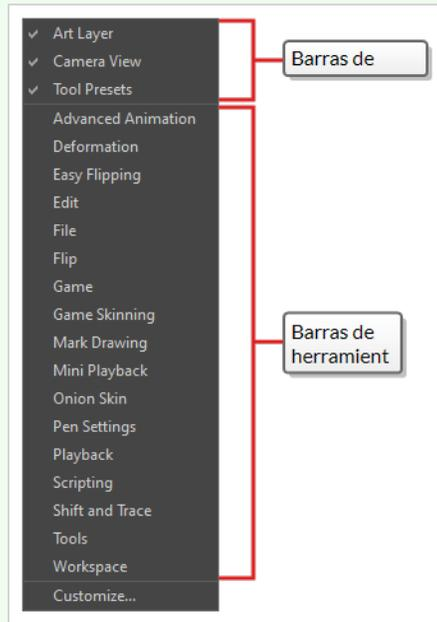 Art Layer
Camera View
Tool Presets
Advanced Animation
Deformation
Easy Flipping
Edit
File
Flip
Game
Game Skinning
Mark Drawing
Mini Playback
Onion Skin
Pen Settings
Playback
Scripting
Shift and Trace
Tools
Workspace
Customize...
Barras de
Barras de
herramient